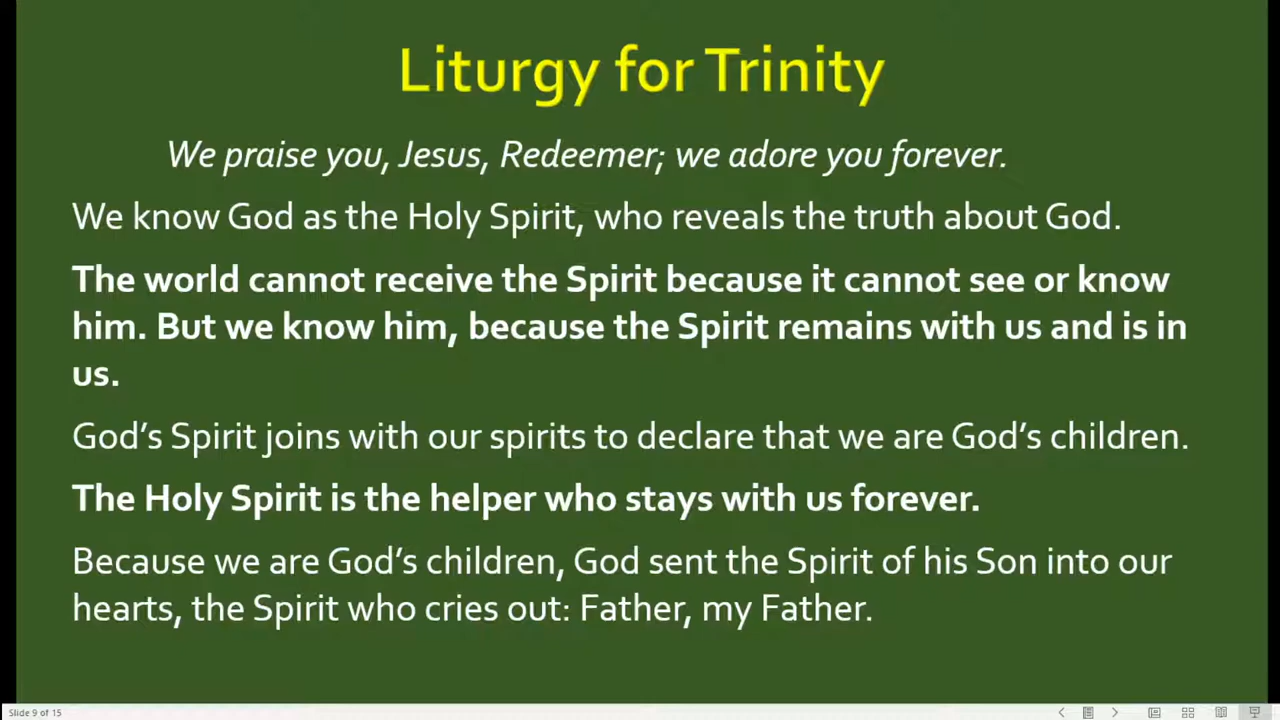 Liturgy for Trinity
We praise you, Jesus, Redeemer; we adore you forever.
We know God as the Holy Spirit, who reveals the truth about God.
The world cannot receive the Spirit because it cannot see or know
him. But we know him, because the Spirit remains with us and is in
us.
God’s Spirit joins with our spirits to declare that we are God’s children.
The Holy Spirit is the helper who stays with us forever.
Because we are God’s children, God sent the Spirit of his Son into our
hearts, the Spirit who cries out: Father, my Father.
Slide 9 of 15